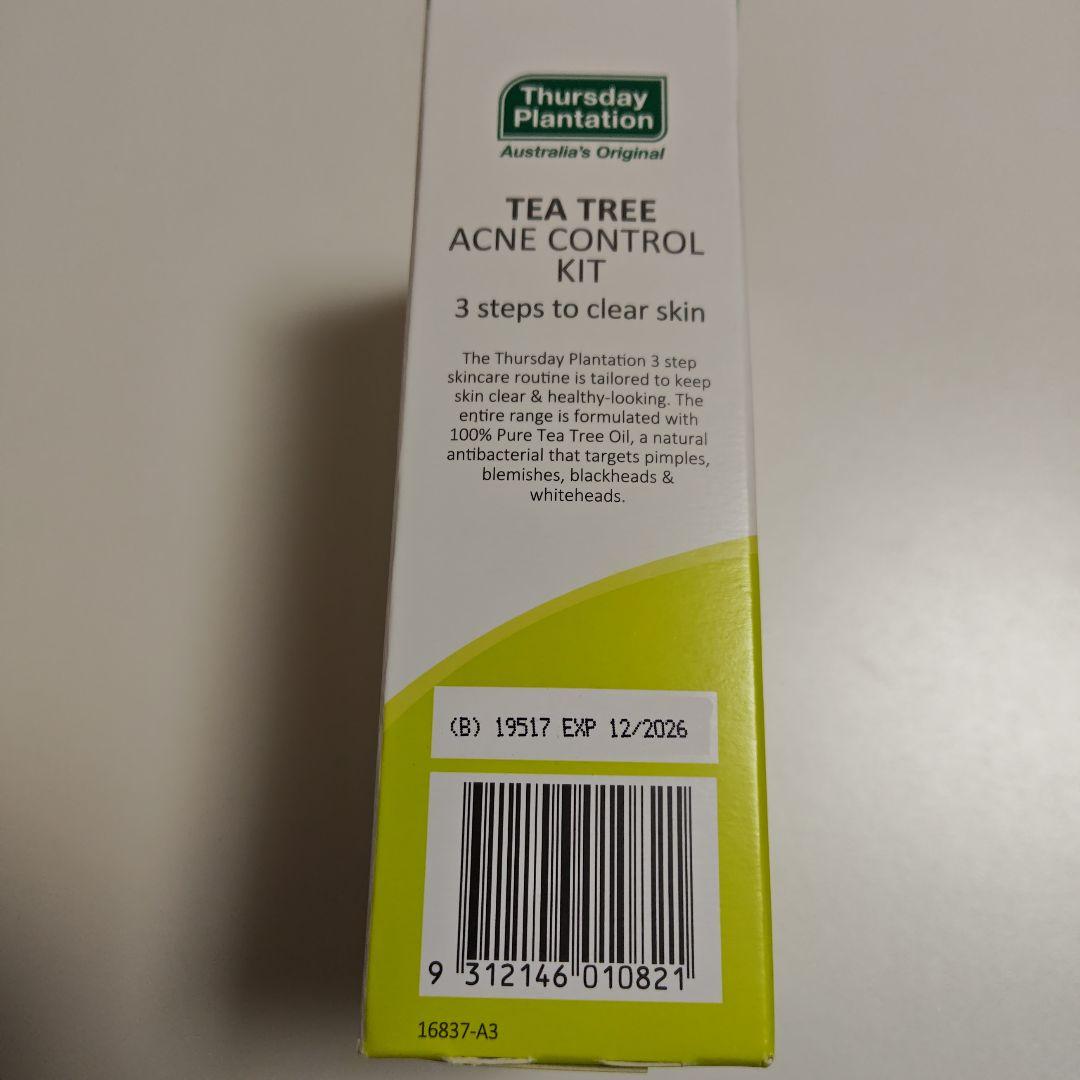 Thursday
Plantation
Australia's Original
TEA TREE
ACNE CONTROL
KIT
3 steps to clear skin
The Thursday Plantation 3 step
skincare routine is tailored to keep
skin clear & healthy-looking. The
entire range is formulated with
100% Pure Tea Tree Oil, a natural
antibacterial that targets pimples,
blemishes, blackheads &
whiteheads.
(B) 19517 EXP 12/2026
9 312146 010821
16837-A3